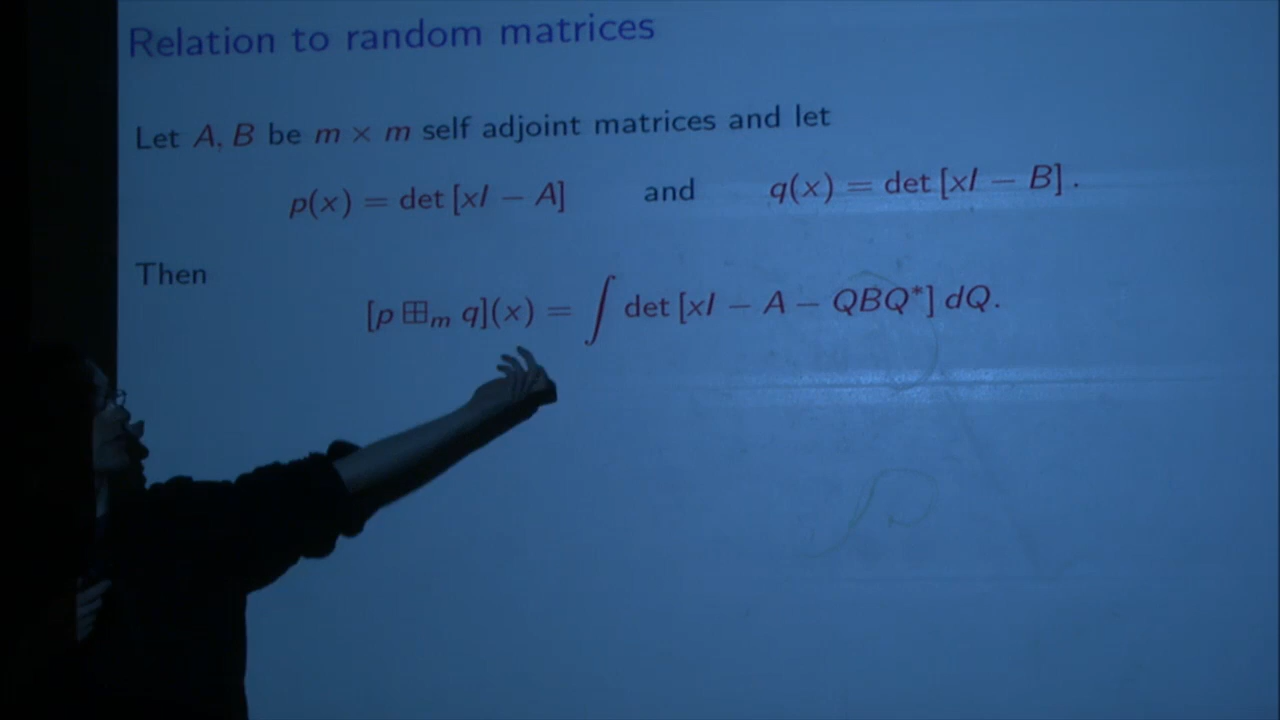 Relation to random matrices
Let A, B be m × m self adjoint matrices and let
p(x) = det [xI − A] and q(x) = det [xI − B] .
Then
[p ⊞ₘ q](x) = ∫ det [xI − A − QBQ*] dQ.